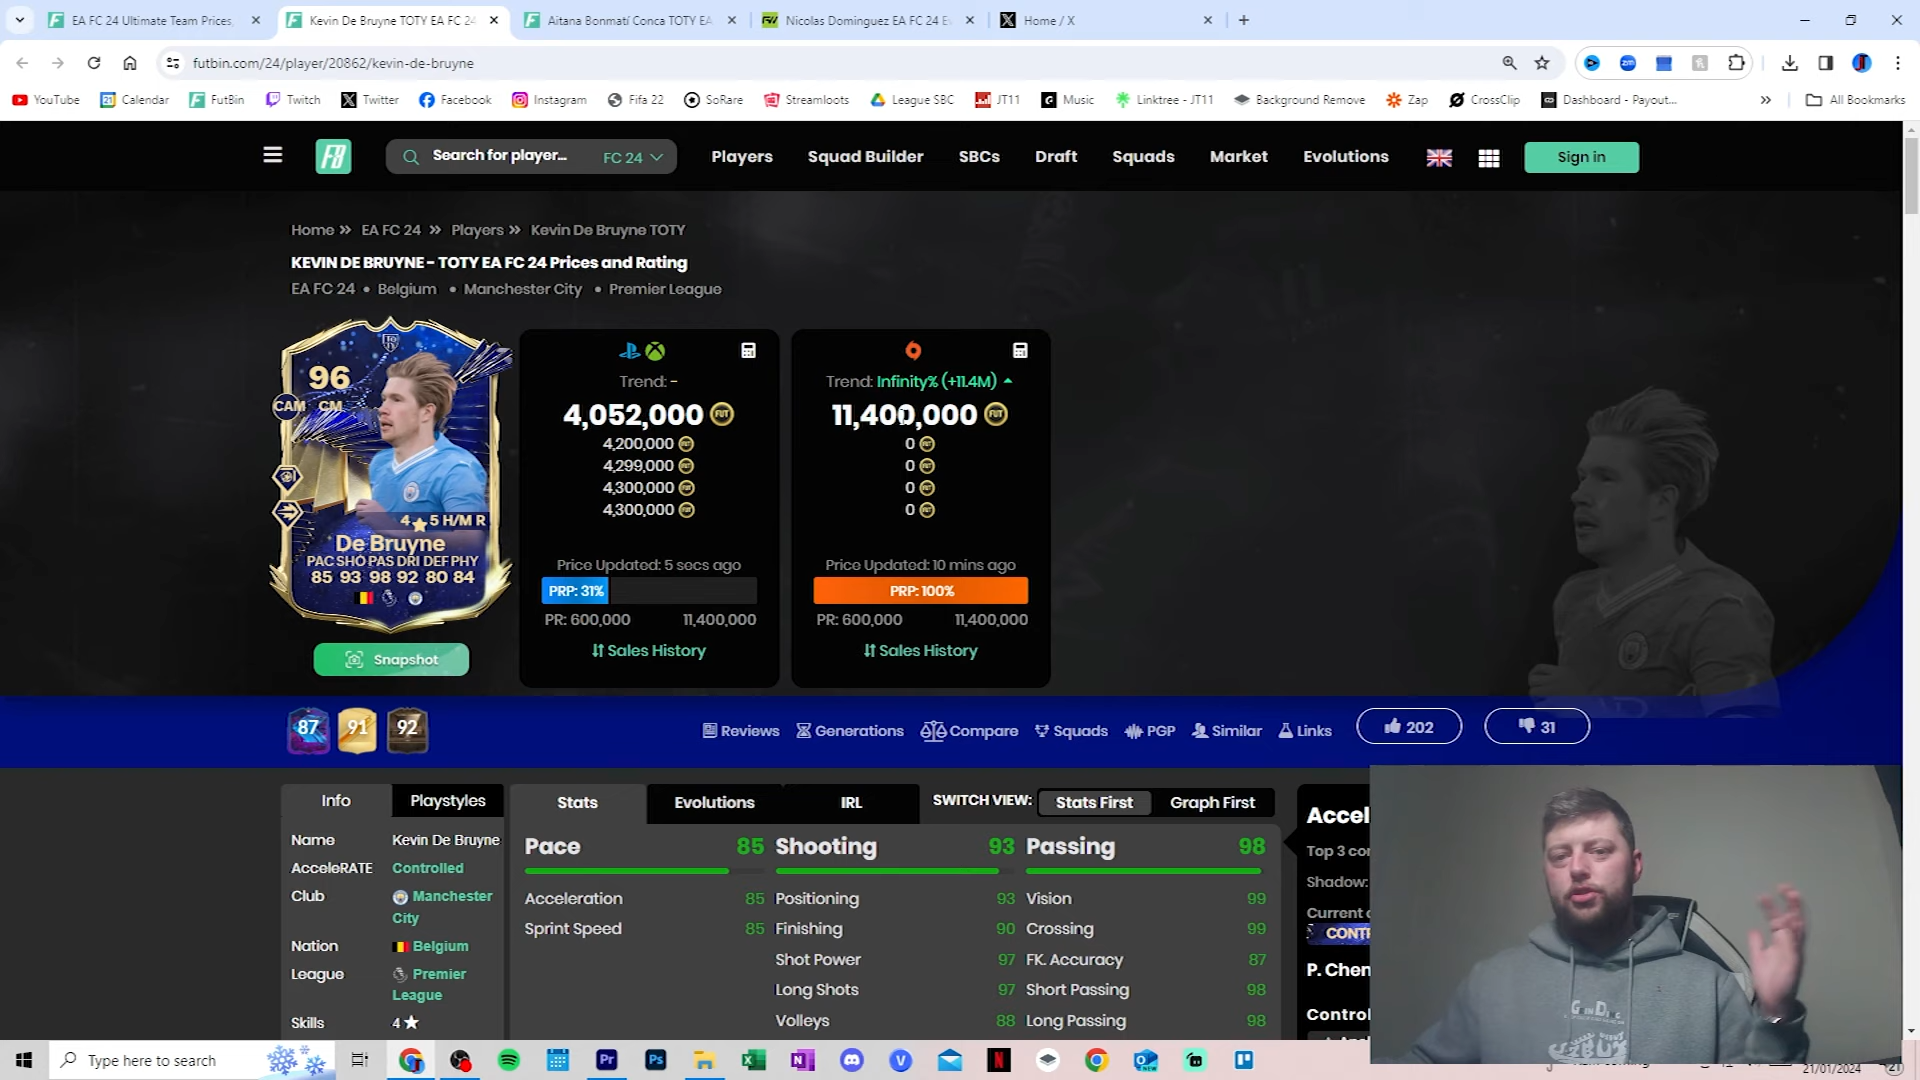 EA FC 24 Ultimate Team Prices,
Kevin De Bruyne TOTY EA FC 24
Aitana Bonmatí Conca TOTY EA
Nicolas Dominguez EA FC 24 E
Home / X
futbin.com/24/player/20862/kevin-de-bruyne
YouTube Calendar FutBin Twitch Twitter Facebook Instagram Fifa 22 SoRare Streamloots League SBC JT11 Music Linktree - JT11 Background Remove Zap CrossClip Dashboard - Payout... All Bookmarks
Search for player... FC 24 Players Squad Builder SBCs Draft Squads Market Evolutions Sign in
Home » EA FC 24 » Players » Kevin De Bruyne TOTY
KEVIN DE BRUYNE - TOTY EA FC 24 Prices and Rating
EA FC 24 • Belgium • Manchester City • Premier League
96
CAM CM
4 ★ 5 H/M R
De Bruyne
PAC SHO PAS DRI DEF PHY
85 93 98 92 80 84
Snapshot
Trend: -
4,052,000
4,200,000
4,299,000
4,300,000
4,300,000
Price Updated: 5 secs ago
PRP: 31%
PR: 600,000 11,400,000
Sales History
Trend: Infinity% (+11.4M)
11,400,000
0
0
0
0
Price Updated: 10 mins ago
PRP: 100%
PR: 600,000 11,400,000
Sales History
87 91 92
Reviews Generations Compare Squads PGP Similar Links 202 31
Info Playstyles
Name Kevin De Bruyne
AcceleRATE Controlled
Club Manchester
City
Nation Belgium
League Premier
League
Skills 4 ★
Stats Evolutions IRL SWITCH VIEW: Stats First Graph First
Pace 85 Shooting 93 Passing 98
Acceleration 85 Positioning 93 Vision 99
Sprint Speed 85 Finishing 90 Crossing 99
Shot Power 97 FK. Accuracy 87
Long Shots 97 Short Passing 98
Volleys 88 Long Passing 98
Accel
Top 3 co
Shadow:
Current
CONT
P. Chen
Control
Type here to search
21/01/2024